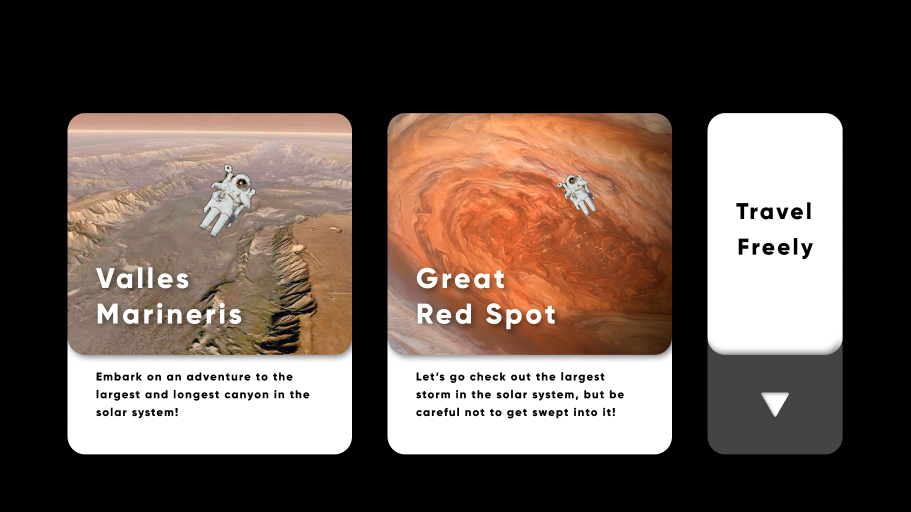 Valles
Marineris
Embark on an adventure to the
largest and longest canyon in the
solar system!
Great
Red Spot
Let’s go check out the largest
storm in the solar system, but be
careful not to get swept into it!
Travel
Freely